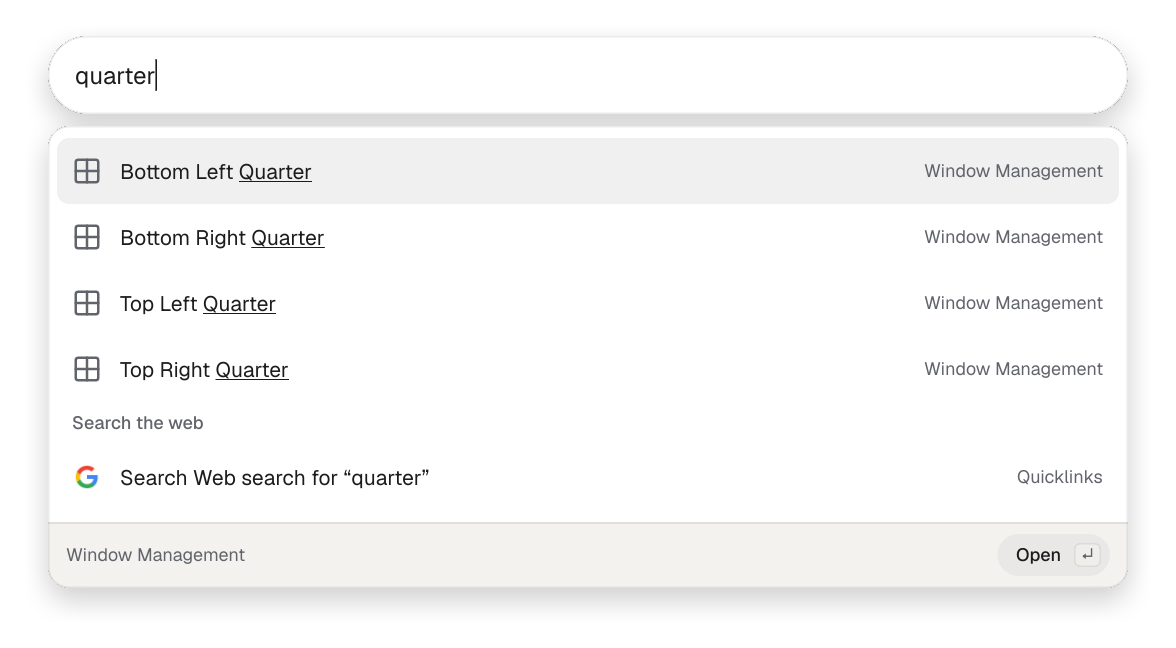 quarter
Bottom Left Quarter Window Management
Bottom Right Quarter Window Management
Top Left Quarter Window Management
Top Right Quarter Window Management
Search the web
Search Web search for “quarter” Quicklinks
Window Management Open ↵